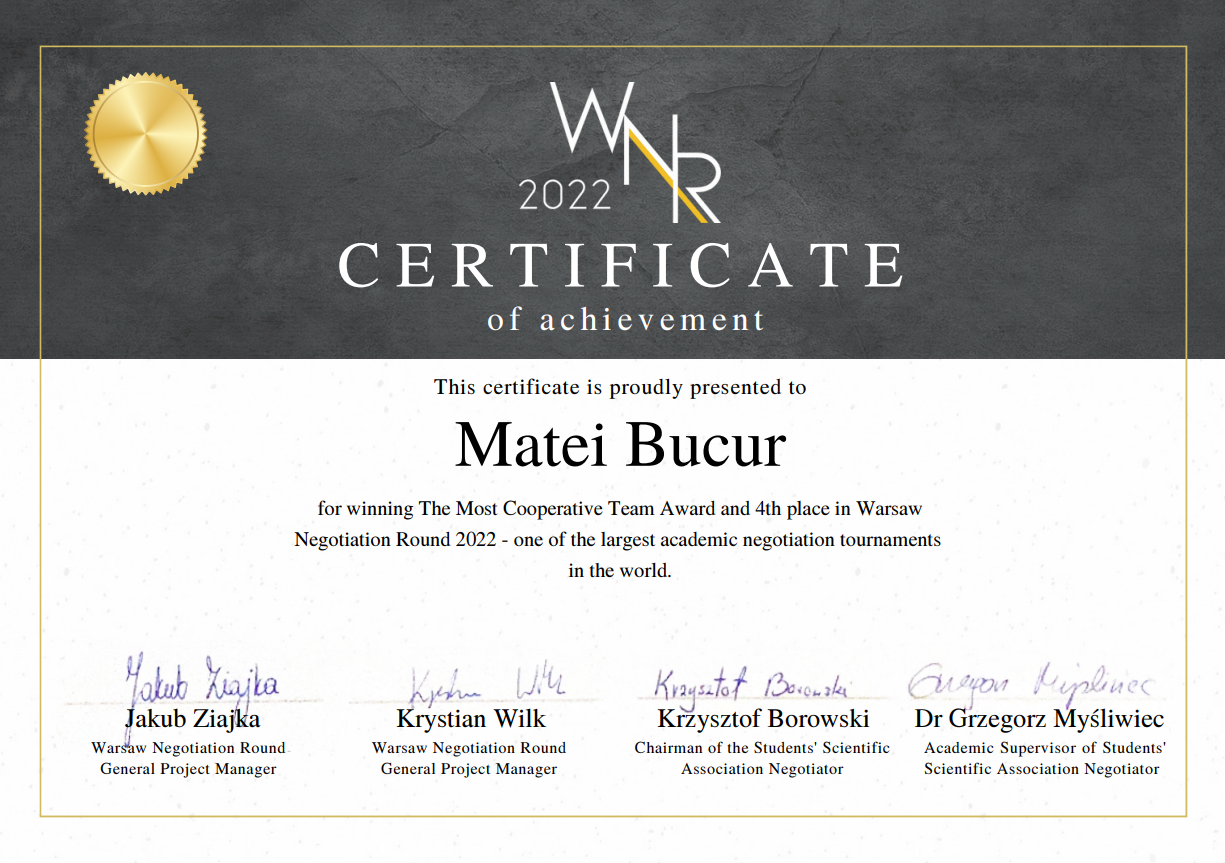 WNR
2022
CERTIFICATE
of achievement
This certificate is proudly presented to
Matei Bucur
for winning The Most Cooperative Team Award and 4th place in Warsaw
Negotiation Round 2022 - one of the largest academic negotiation tournaments
in the world.
Jakub Ziajka Krystian Wilk Krzysztof Borowski Grzegorz Myśliwiec
Jakub Ziajka Krystian Wilk Krzysztof Borowski Dr Grzegorz Myśliwiec
Warsaw Negotiation Round Warsaw Negotiation Round Chairman of the Students' Scientific Academic Supervisor of Students'
General Project Manager General Project Manager Association Negotiator Scientific Association Negotiator